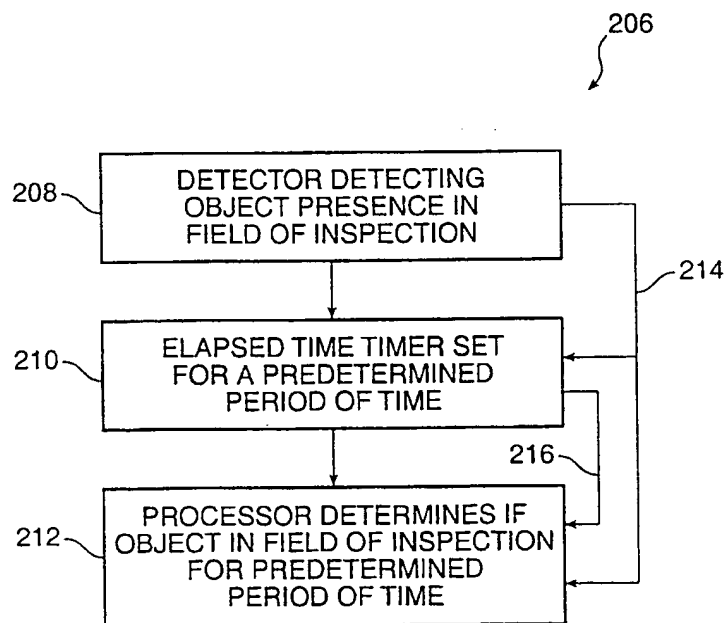 206
208
DETECTOR DETECTING
OBJECT PRESENCE IN
FIELD OF INSPECTION
214
210
ELAPSED TIME TIMER SET
FOR A PREDETERMINED
PERIOD OF TIME
216
212
PROCESSOR DETERMINES IF
OBJECT IN FIELD OF INSPECTION
FOR PREDETERMINED
PERIOD OF TIME